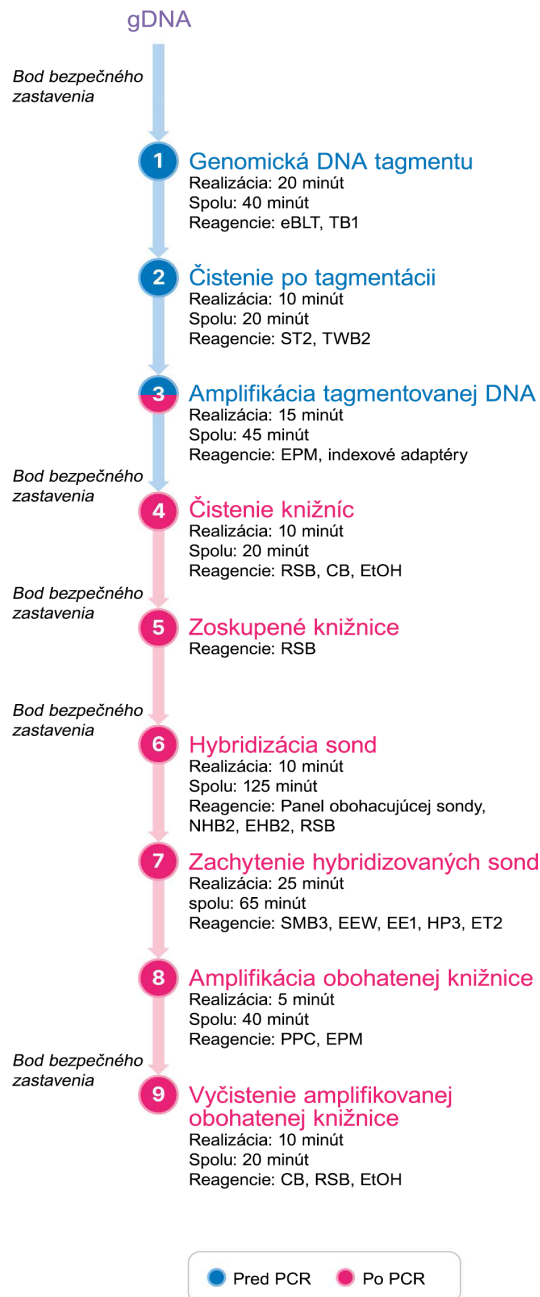 gDNA
Bod bezpečného
zastavenia
1 Genomická DNA tagmentu
Realizácia: 20 minút
Spolu: 40 minút
Reagencie: eBLT, TB1
2 Čistenie po tagmentácii
Realizácia: 10 minút
Spolu: 20 minút
Reagencie: ST2, TWB2
3 Amplifikácia tagmentovanej DNA
Realizácia: 15 minút
Spolu: 45 minút
Reagencie: EPM, indexové adaptéry
Bod bezpečného
zastavenia
4 Čistenie knižníc
Realizácia: 10 minút
Spolu: 20 minút
Reagencie: RSB, CB, EtOH
Bod bezpečného
zastavenia
5 Zoskupené knižnice
Reagencie: RSB
Bod bezpečného
zastavenia
6 Hybridizácia sond
Realizácia: 10 minút
Spolu: 125 minút
Reagencie: Panel obohacujúcej sondy,
NHB2, EHB2, RSB
7 Zachytenie hybridizovaných sond
Realizácia: 25 minút
spolu: 65 minút
Reagencie: SMB3, EEW, EE1, HP3, ET2
8 Amplifikácia obohatenej knižnice
Realizácia: 5 minút
Spolu: 40 minút
Reagencie: PPC, EPM
Bod bezpečného
zastavenia
9 Vyčistenie amplifikovanej
obohatenej knižnice
Realizácia: 10 minút
Spolu: 20 minút
Reagencie: CB, RSB, EtOH
Pred PCR Po PCR